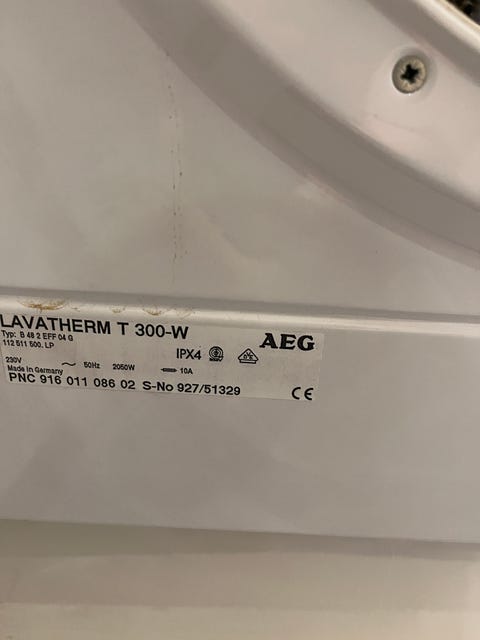 LAVATHERM T 300-W
AEG
Typ: B 48 2 EFF 04 G
112 511 500. LP
IPX4
230V ~ 50Hz 2050W 10A
Made in Germany
PNC 916 011 086 02 S-No 927/51329
CE